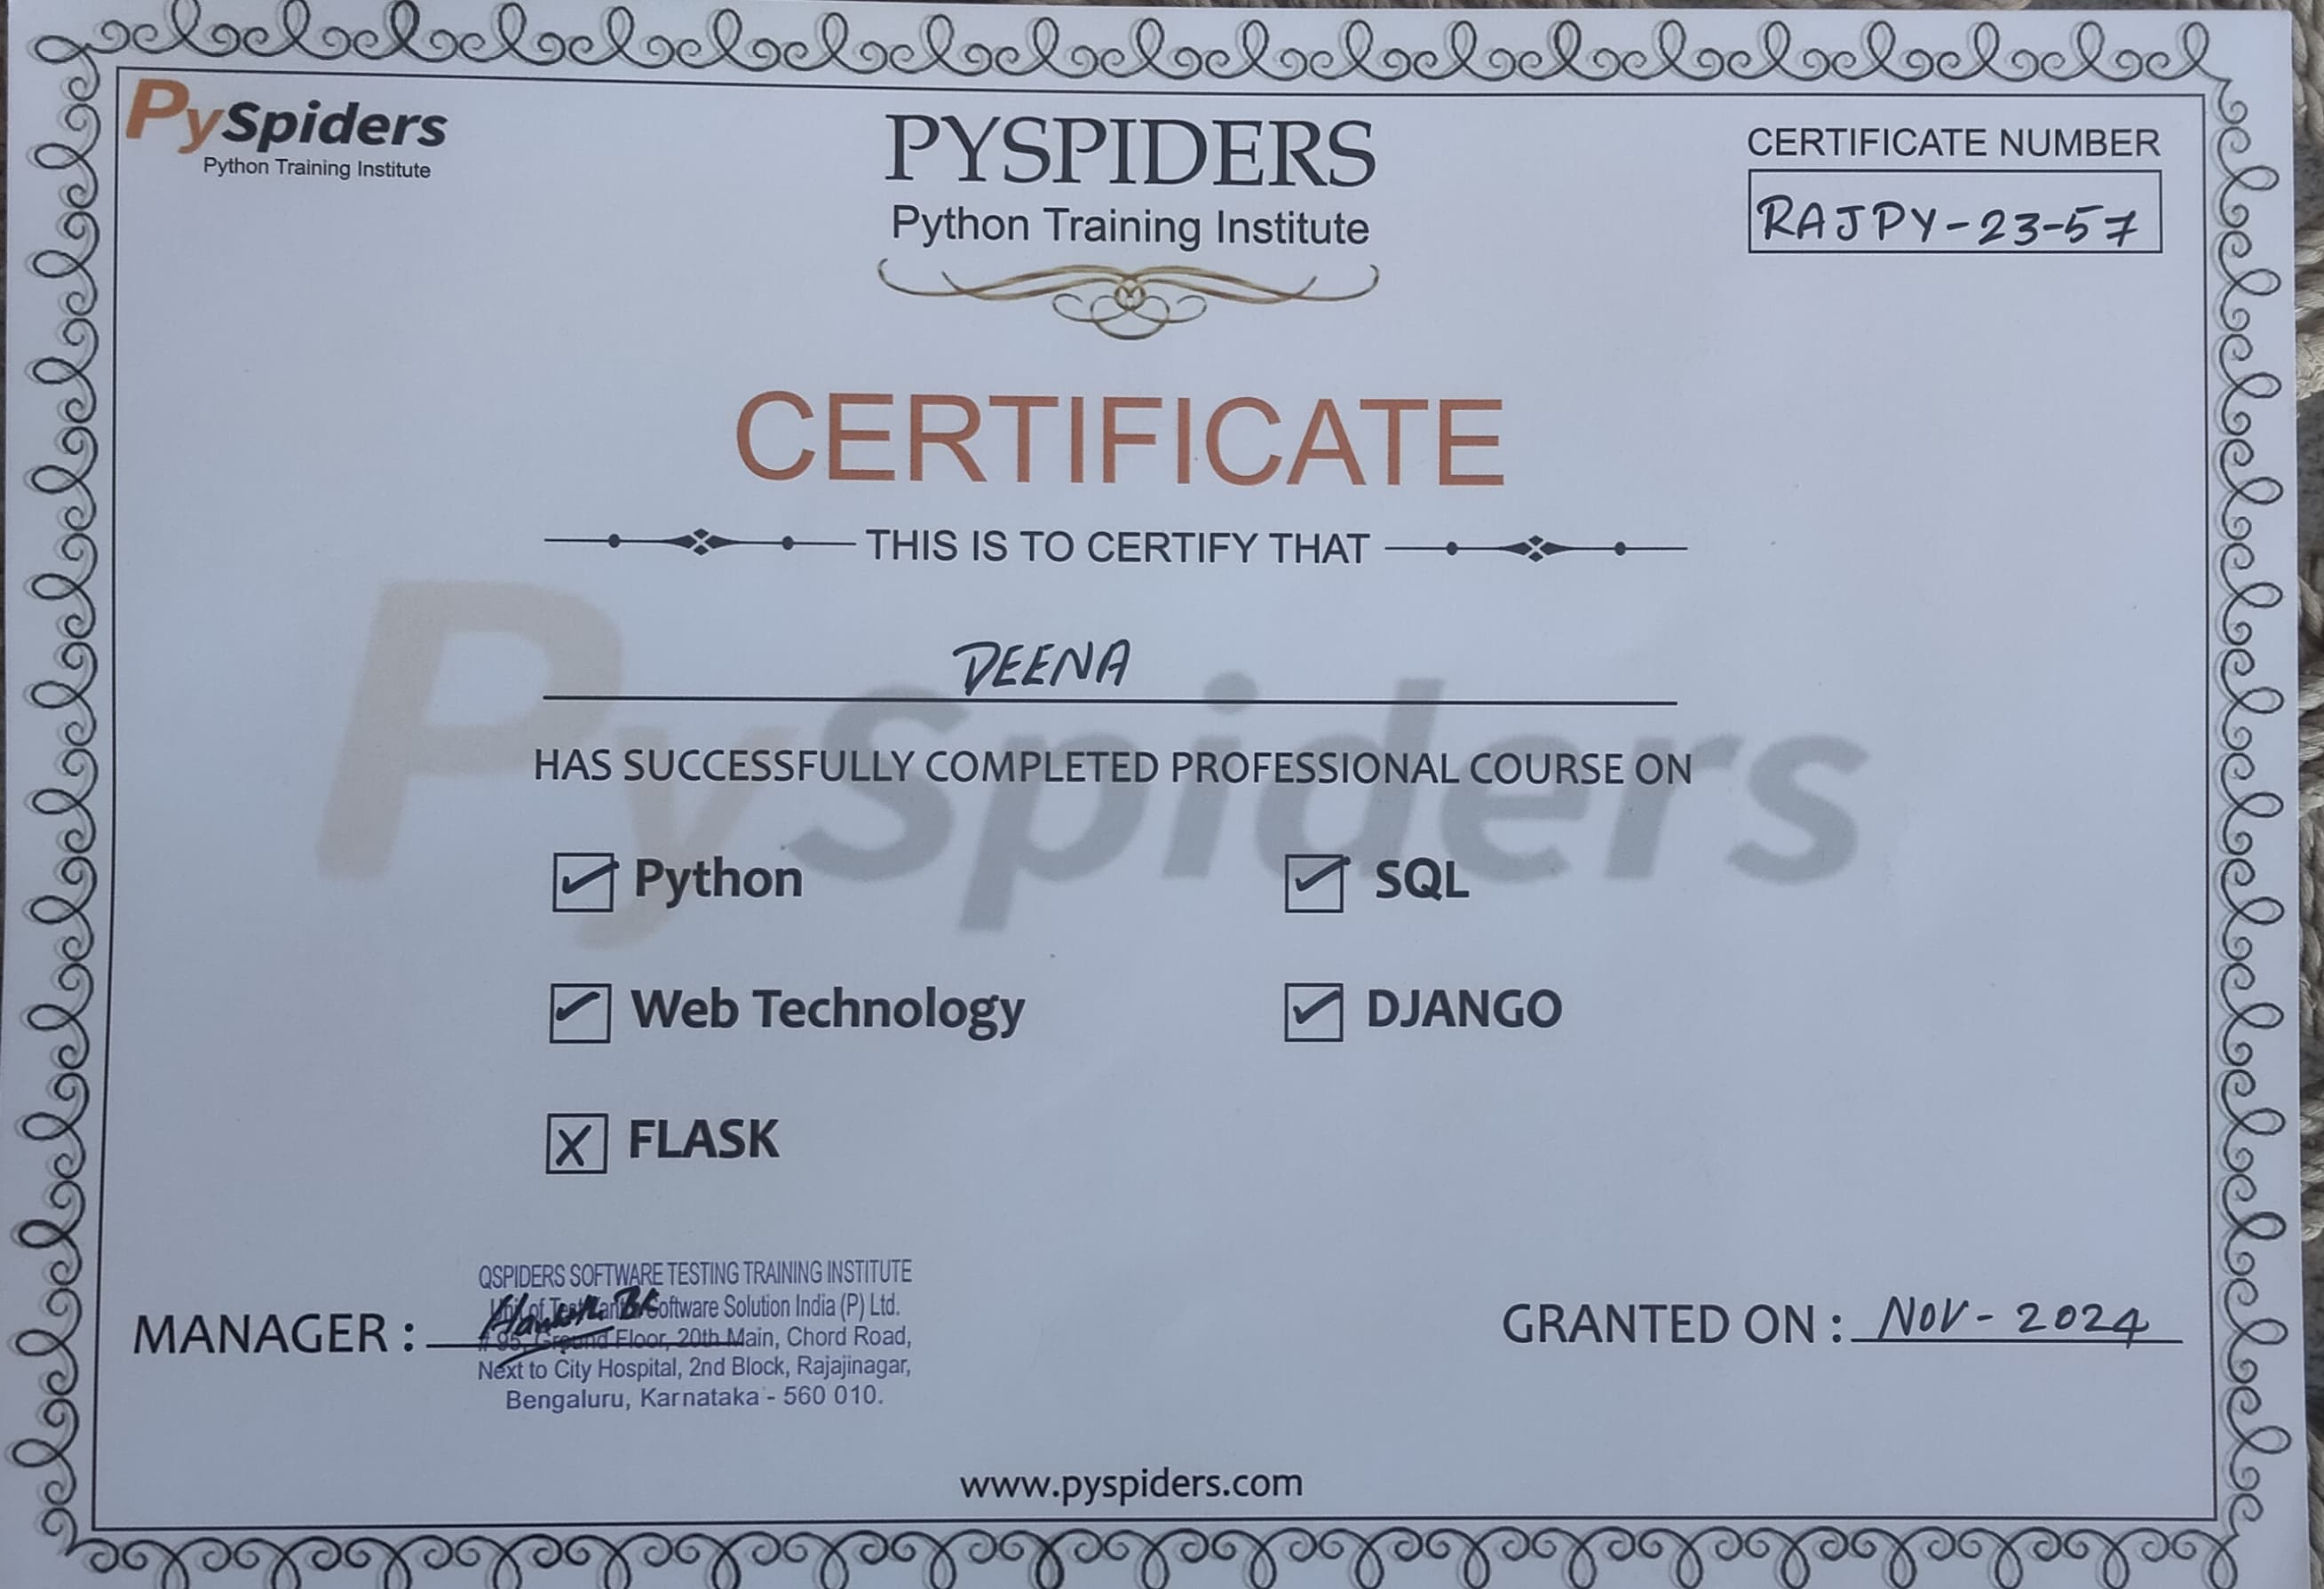 PySpiders
Python Training Institute
PYSPIDERS
Python Training Institute
CERTIFICATE NUMBER
RAJPY-23-57
CERTIFICATE
THIS IS TO CERTIFY THAT
DEENA
PySpiders
HAS SUCCESSFULLY COMPLETED PROFESSIONAL COURSE ON
Python
SQL
Web Technology
DJANGO
X FLASK
QSPIDERS SOFTWARE TESTING TRAINING INSTITUTE
Unit of Software Solution India (P) Ltd.
# 95, Ground Floor, 20th Main, Chord Road,
Next to City Hospital, 2nd Block, Rajajinagar,
Bengaluru, Karnataka - 560 010.
MANAGER :
GRANTED ON : NOV - 2024
www.pyspiders.com